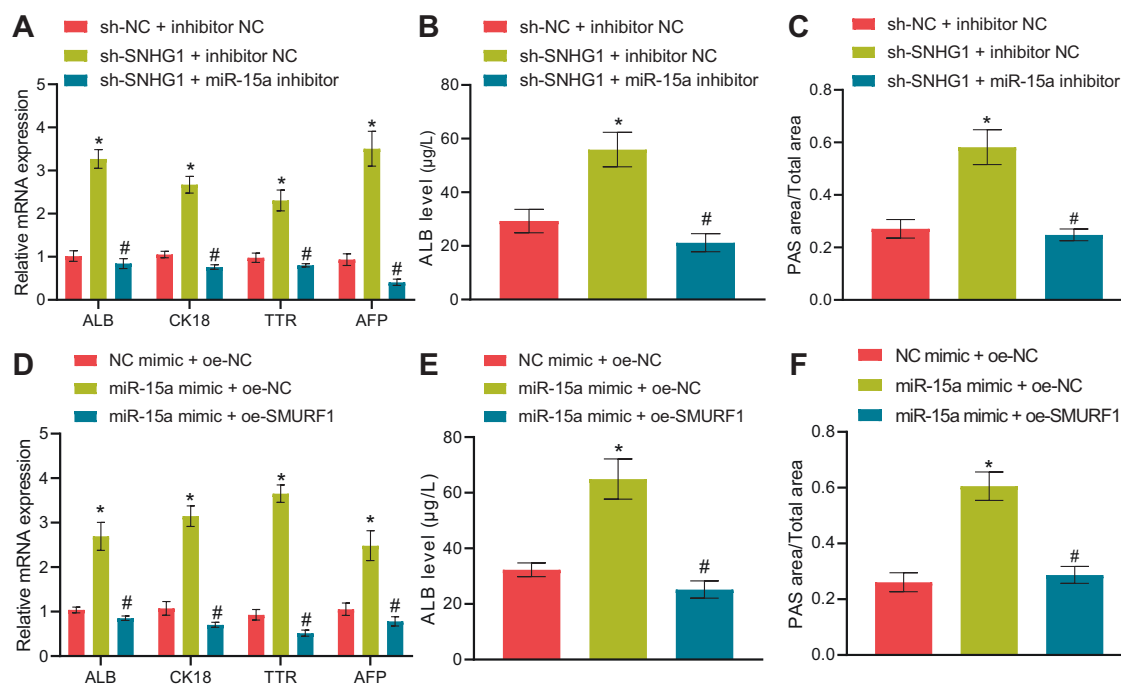 A
sh-NC + inhibitor NC
sh-SNHG1 + inhibitor NC
sh-SNHG1 + miR-15a inhibitor
Relative mRNA expression
5
4
3
2
1
0
*
#
*
#
*
#
*
#
ALB
CK18
TTR
AFP
B
sh-NC + inhibitor NC
sh-SNHG1 + inhibitor NC
sh-SNHG1 + miR-15a inhibitor
ALB level (µg/L)
80
60
40
20
0
*
#
C
sh-NC + inhibitor NC
sh-SNHG1 + inhibitor NC
sh-SNHG1 + miR-15a inhibitor
PAS area/Total area
0.8
0.6
0.4
0.2
0.0
*
#
D
NC mimic + oe-NC
miR-15a mimic + oe-NC
miR-15a mimic + oe-SMURF1
Relative mRNA expression
5
4
3
2
1
0
*
#
*
#
*
#
*
#
ALB
CK18
TTR
AFP
E
NC mimic + oe-NC
miR-15a mimic + oe-NC
miR-15a mimic + oe-SMURF1
ALB level (µg/L)
80
60
40
20
0
*
#
F
NC mimic + oe-NC
miR-15a mimic + oe-NC
miR-15a mimic + oe-SMURF1
PAS area/Total area
0.8
0.6
0.4
0.2
0.0
*
#